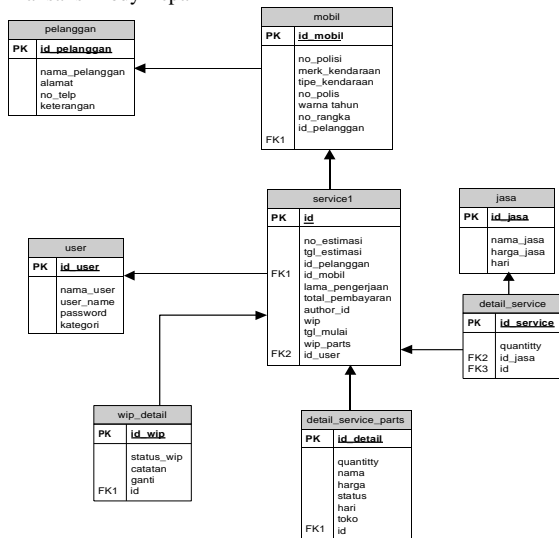 pelanggan
PK id_pelanggan
nama_pelanggan
alamat
no_telp
keterangan
mobil
PK id_mobil
no_polisi
merk_kendaraan
tipe_kendaraan
no_polis
warna tahun
no_rangka
id_pelanggan
FK1
service1
PK id
no_estimasi
tgl_estimasi
id_pelanggan
FK1 id_mobil
lama_pengerjaan
total_pembayaran
author_id
wip
tgl_mulai
wip_parts
FK2 id_user
jasa
PK id_jasa
nama_jasa
harga_jasa
hari
user
PK id_user
nama_user
user_name
password
kategori
detail_service
PK id_service
quantitty
FK2 id_jasa
FK3 id
wip_detail
PK id_wip
status_wip
catatan
ganti
FK1 id
detail_service_parts
PK id_detail
quantitty
nama
harga
status
hari
toko
FK1 id